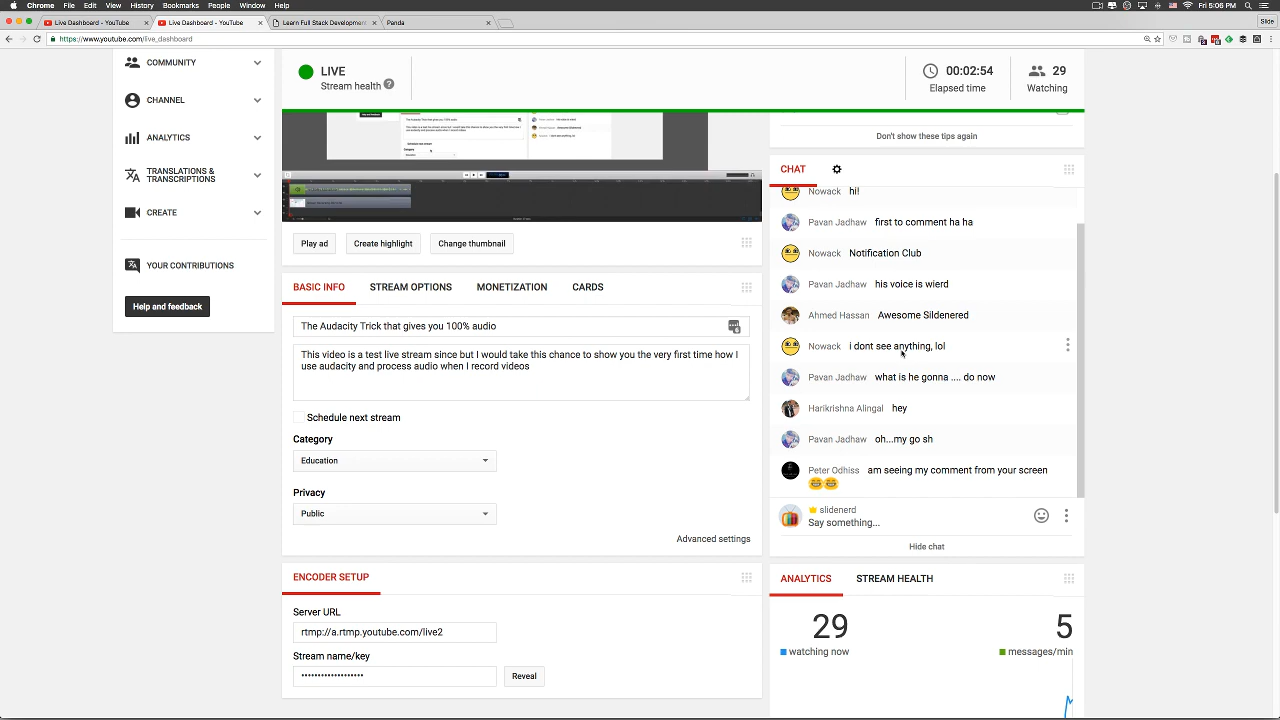 Chrome File Edit View History Bookmarks People Window Help
Fri 5:06 PM
Live Dashboard - YouTube
Live Dashboard - YouTube
Learn Full Stack Development
Panda
Slide
https://www.youtube.com/live_dashboard
COMMUNITY
CHANNEL
ANALYTICS
TRANSLATIONS &
TRANSCRIPTIONS
CREATE
YOUR CONTRIBUTIONS
Help and feedback
LIVE
Stream health ?
00:02:54
Elapsed time
29
Watching
Play ad
Create highlight
Change thumbnail
BASIC INFO
STREAM OPTIONS
MONETIZATION
CARDS
The Audacity Trick that gives you 100% audio
This video is a test live stream since but I would take this chance to show you the very first time how I
use audacity and process audio when I record videos
Schedule next stream
Category
Education
Privacy
Public
Advanced settings
ENCODER SETUP
Server URL
rtmp://a.rtmp.youtube.com/live2
Stream name/key
••••••••••••••••••
Reveal
Don't show these tips again
CHAT
Nowack hi!
Pavan Jadhaw first to comment ha ha
Nowack Notification Club
Pavan Jadhaw his voice is wierd
Ahmed Hassan Awesome Sildenered
Nowack i dont see anything, lol
Pavan Jadhaw what is he gonna .... do now
Harikrishna Alingal hey
Pavan Jadhaw oh...my go sh
Peter Odhiss am seeing my comment from your screen
slidenerd
Say something...
Hide chat
ANALYTICS
STREAM HEALTH
29
watching now
5
messages/min